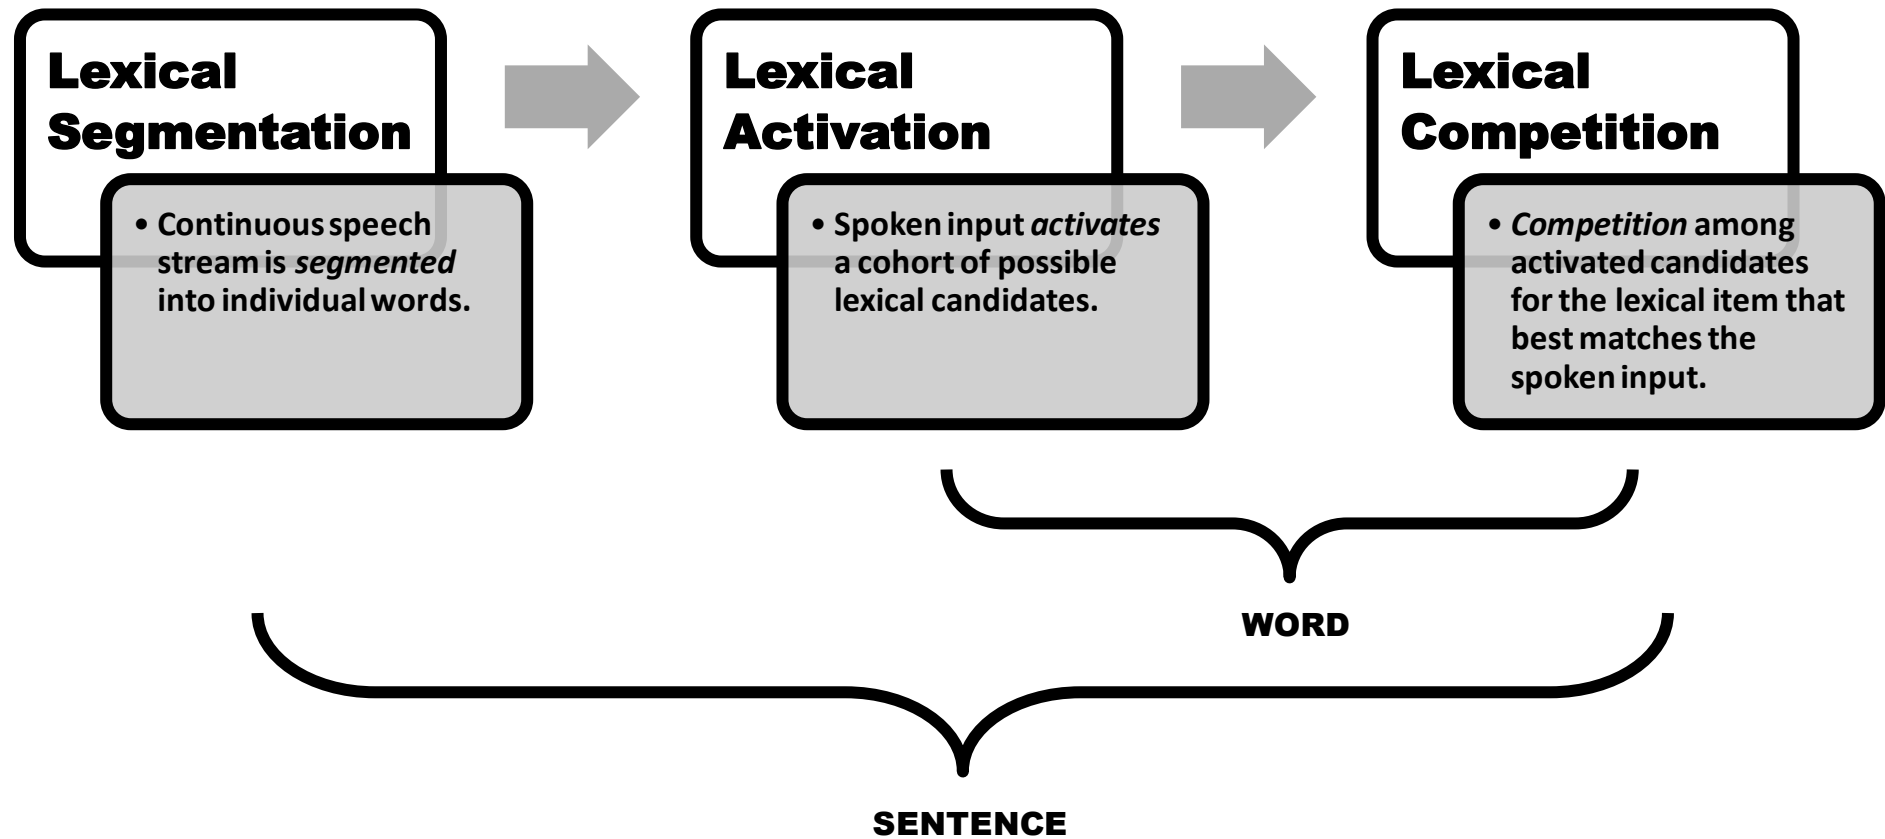 Lexical
Segmentation
• Continuous speech
stream is segmented
into individual words.
Lexical
Activation
• Spoken input activates
a cohort of possible
lexical candidates.
Lexical
Competition
• Competition among
activated candidates
for the lexical item that
best matches the
spoken input.
WORD
SENTENCE